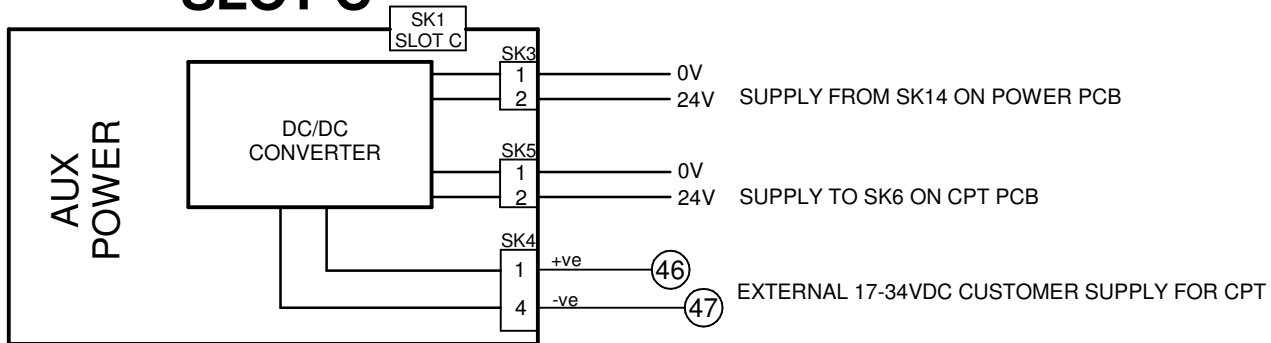 SLOT C
SK1
SLOT C
AUX
POWER
DC/DC
CONVERTER
SK3
1 0V
2 24V SUPPLY FROM SK14 ON POWER PCB
SK5
1 0V
2 24V SUPPLY TO SK6 ON CPT PCB
SK4
1 +ve 46
4 -ve 47 EXTERNAL 17-34VDC CUSTOMER SUPPLY FOR CPT